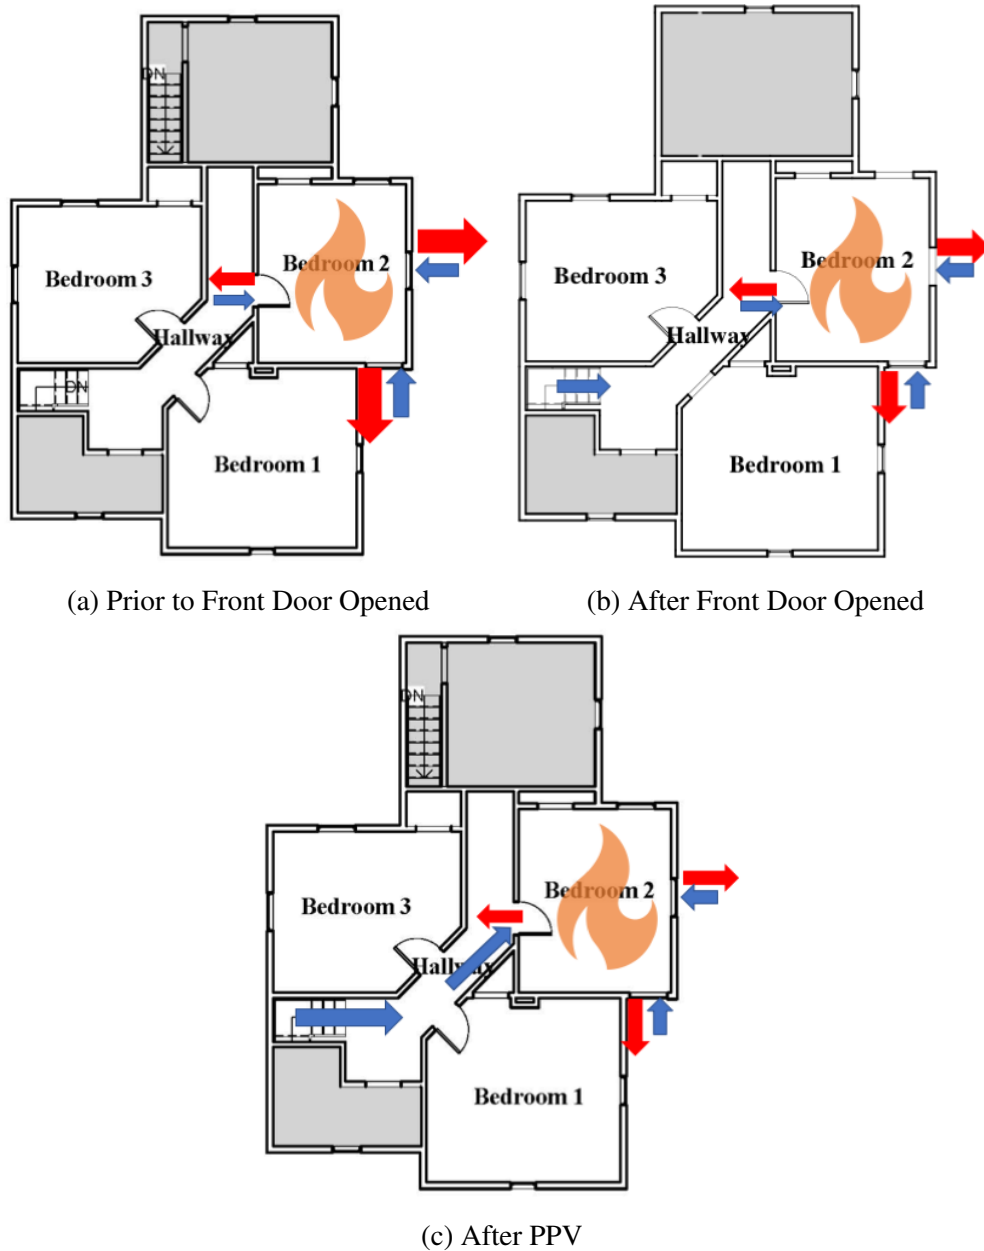 DN
Bedroom 3
Bedroom 2
Hallway
DN
Bedroom 1
(a) Prior to Front Door Opened
Bedroom 3
Bedroom 2
Hallway
Bedroom 1
(b) After Front Door Opened
DN
Bedroom 3
Bedroom 2
Hallway
Bedroom 1
(c) After PPV